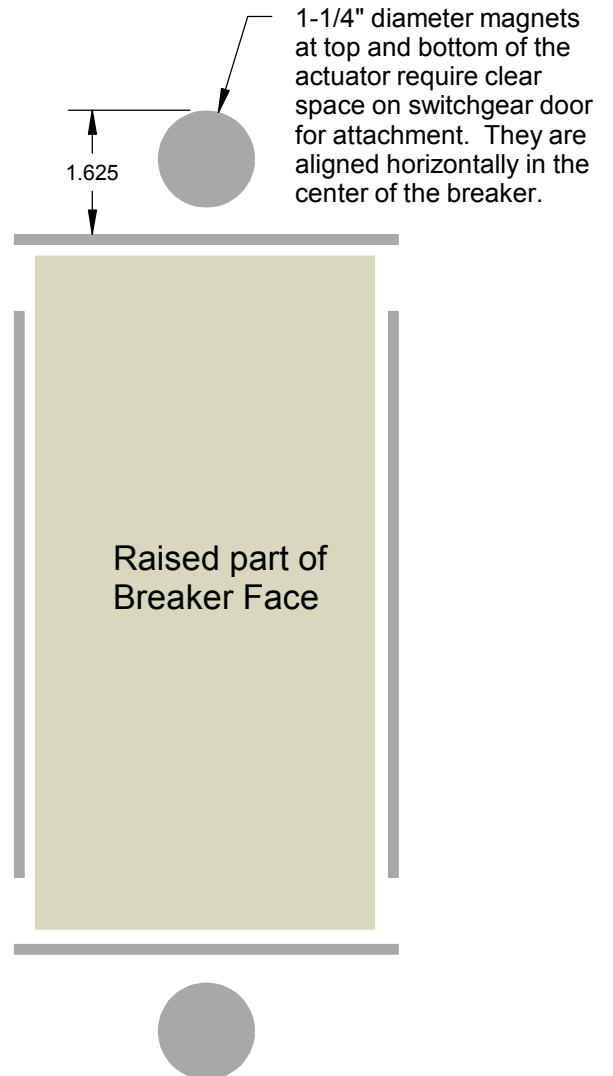 1-1/4" diameter magnets
at top and bottom of the
actuator require clear
space on switchgear door
for attachment.  They are
aligned horizontally in the
center of the breaker.
1.625
Raised part of
Breaker Face